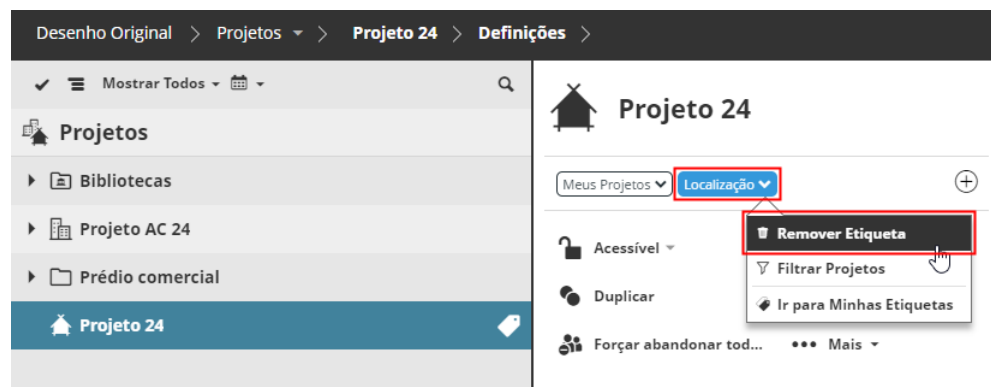 Desenho Original > Projetos > Projeto 24 > Definições >
Mostrar Todos
Projetos
Bibliotecas
Projeto AC 24
Prédio comercial
Projeto 24
Projeto 24
Meus Projetos Localização
Remover Etiqueta
Filtrar Projetos
Ir para Minhas Etiquetas
Acessível
Duplicar
Forçar abandonar tod... ••• Mais